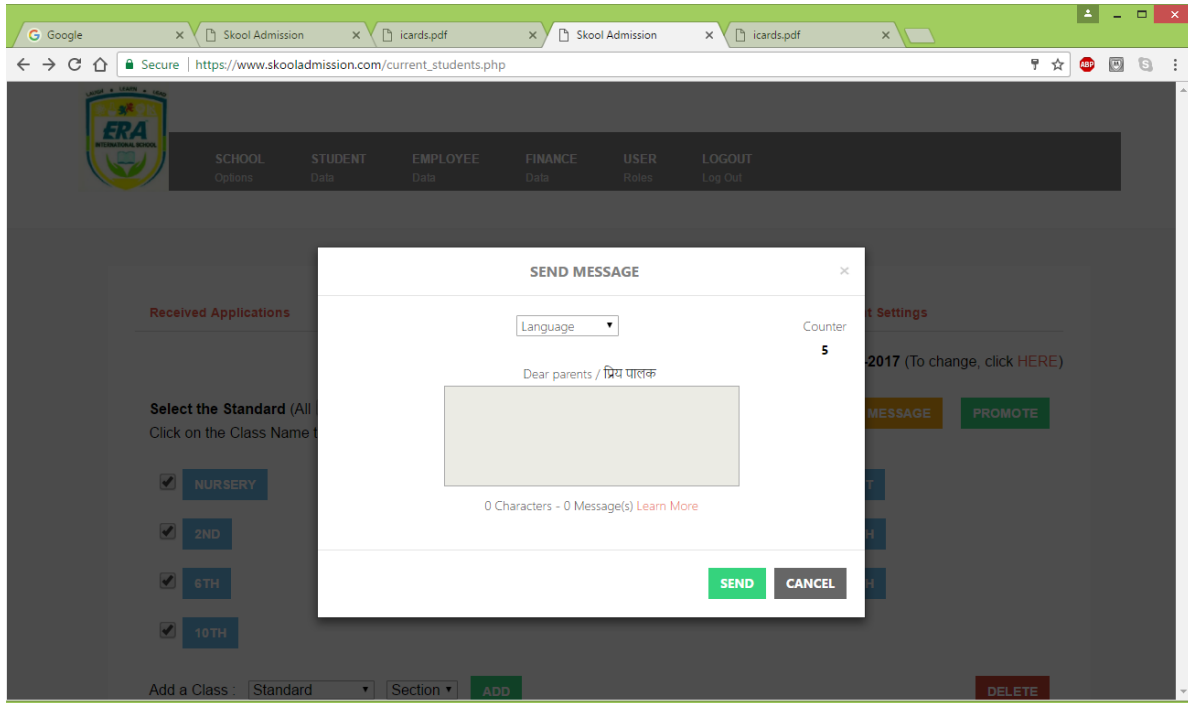 Google
Skool Admission
icards.pdf
Skool Admission
icards.pdf
Secure | https://www.skooladmission.com/current_students.php
ABP
ERA
INTERNATIONAL SCHOOL
SCHOOL STUDENT EMPLOYEE FINANCE USER LOGOUT
Options Data Data Data Roles Log Out
SEND MESSAGE ×
Received Applications
t Settings
Language
Counter
5
-2017 (To change, click HERE)
Dear parents / प्रिय पालक
Select the Standard (All
MESSAGE PROMOTE
Click on the Class Name t
NURSERY
T
0 Characters - 0 Message(s) Learn More
2ND
H
6TH
H
SEND CANCEL
10TH
Add a Class : Standard Section ADD DELETE